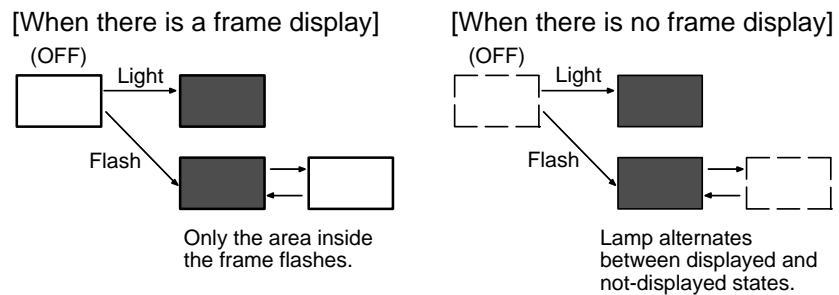 [When there is a frame display]
(OFF)
Light
Flash
Only the area inside
the frame flashes.
[When there is no frame display]
(OFF)
Light
Flash
Lamp alternates
between displayed and
not-displayed states.